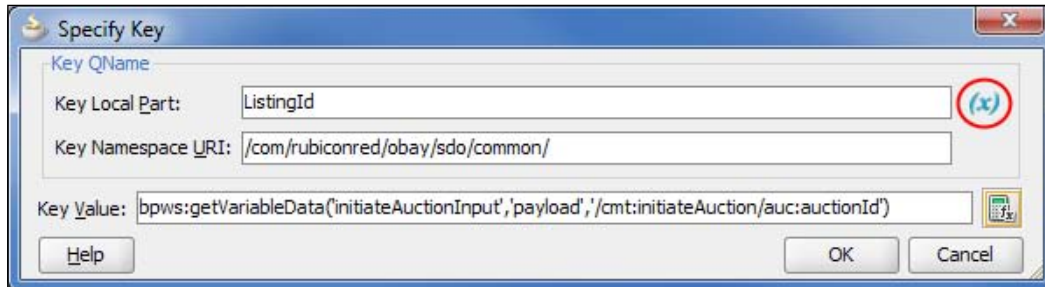 Specify Key
Key QName
Key Local Part: ListingId (x)
Key Namespace URI: /com/rubiconred/obay/sdo/common/
Key Value: bpws:getVariableData('initiateAuctionInput','payload','/cmt:initiateAuction/auc:auctionId')
Help OK Cancel